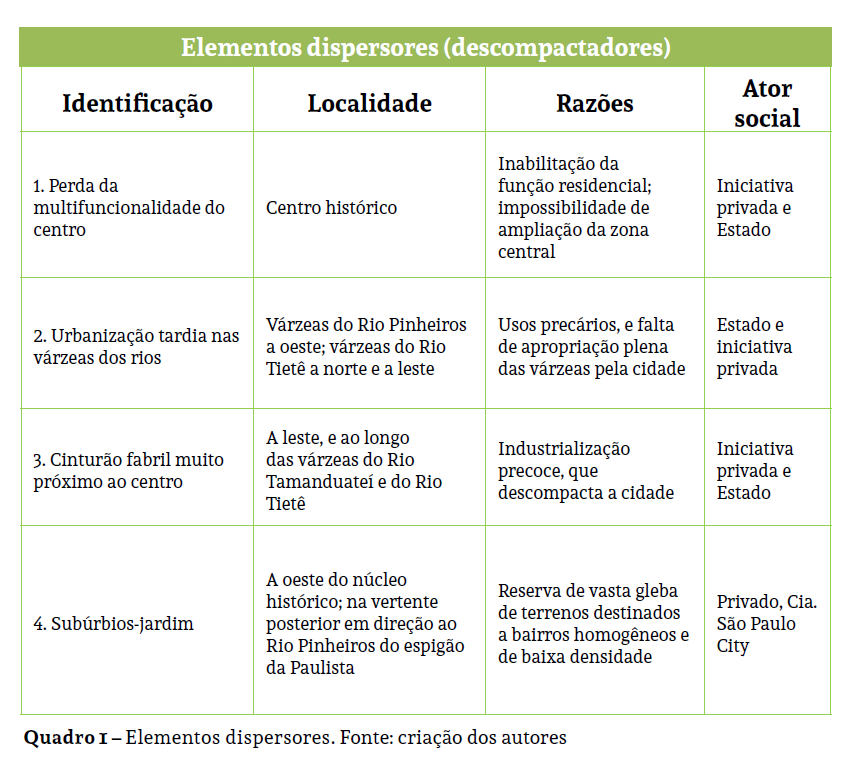 Elementos dispersores (descompactadores)
Identificação
Localidade
Razões
Ator
social
1. Perda da
multifuncionalidade do
centro
Centro histórico
Inabilitação da
função residencial;
impossibilidade de
ampliação da zona
central
Iniciativa
privada e
Estado
2. Urbanização tardia nas
várzeas dos rios
Várzeas do Rio Pinheiros
a oeste; várzeas do Rio
Tietê a norte e a leste
Usos precários, e falta
de apropriação plena
das várzeas pela cidade
Estado e
iniciativa
privada
3. Cinturão fabril muito
próximo ao centro
A leste, e ao longo
das várzeas do Rio
Tamanduateí e do Rio
Tietê
Industrialização
precoce, que
descompacta a cidade
Iniciativa
privada e
Estado
4. Subúrbios-jardim
A oeste do núcleo
histórico; na vertente
posterior em direção ao
Rio Pinheiros do espigão
da Paulista
Reserva de vasta gleba
de terrenos destinados
a bairros homogêneos e
de baixa densidade
Privado, Cia.
São Paulo
City
Quadro 1 – Elementos dispersores. Fonte: criação dos autores